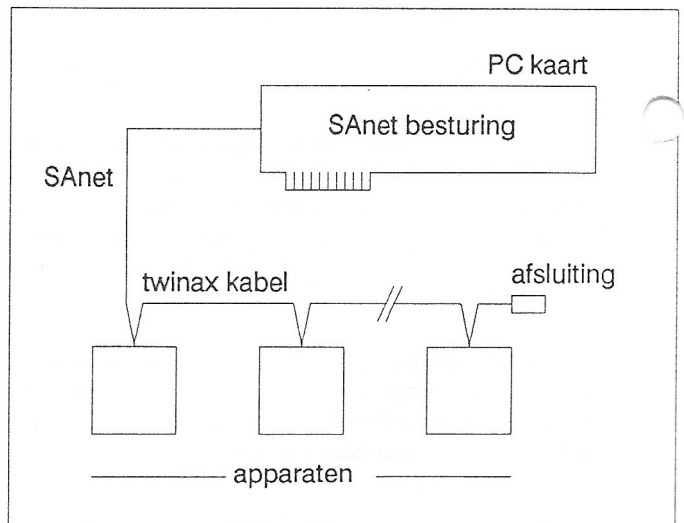 PC kaart
SAnet besturing
SAnet
twinax kabel
afsluiting
apparaten